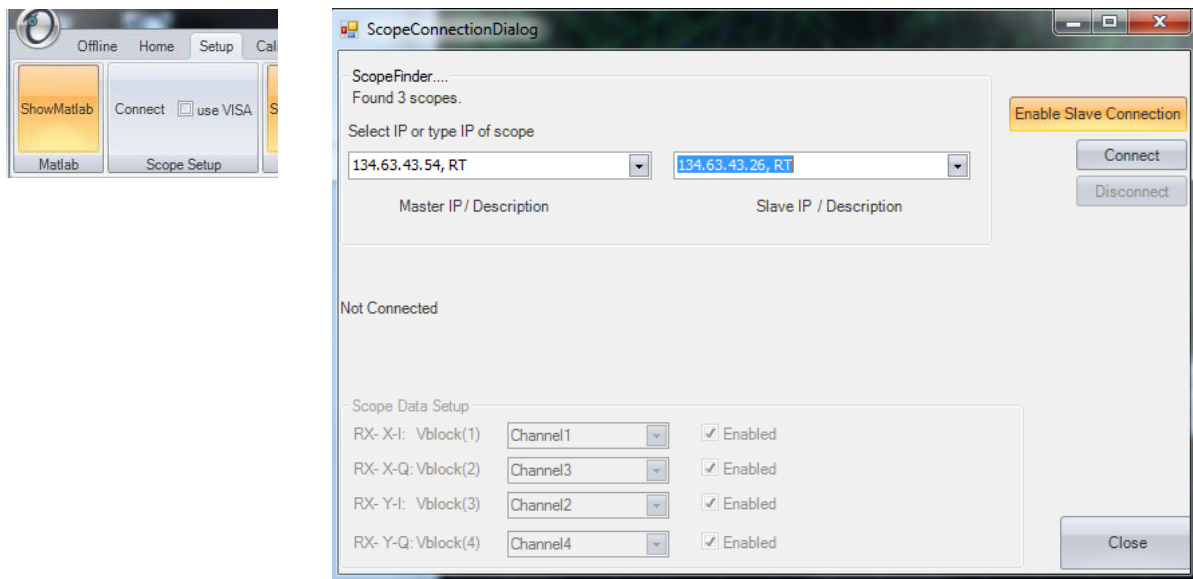 Offline Home Setup Cali
ShowMatlab Connect use VISA S
Matlab Scope Setup
ScopeConnectionDialog
ScopeFinder....
Found 3 scopes.
Select IP or type IP of scope
134.63.43.54, RT 134.63.43.26, RT
Master IP/ Description Slave IP / Description
Enable Slave Connection
Connect
Disconnect
Not Connected
Scope Data Setup
RX- X-I: Vblock(1) Channel1 Enabled
RX- X-Q: Vblock(2) Channel3 Enabled
RX- Y-I: Vblock(3) Channel2 Enabled
RX- Y-Q: Vblock(4) Channel4 Enabled
Close